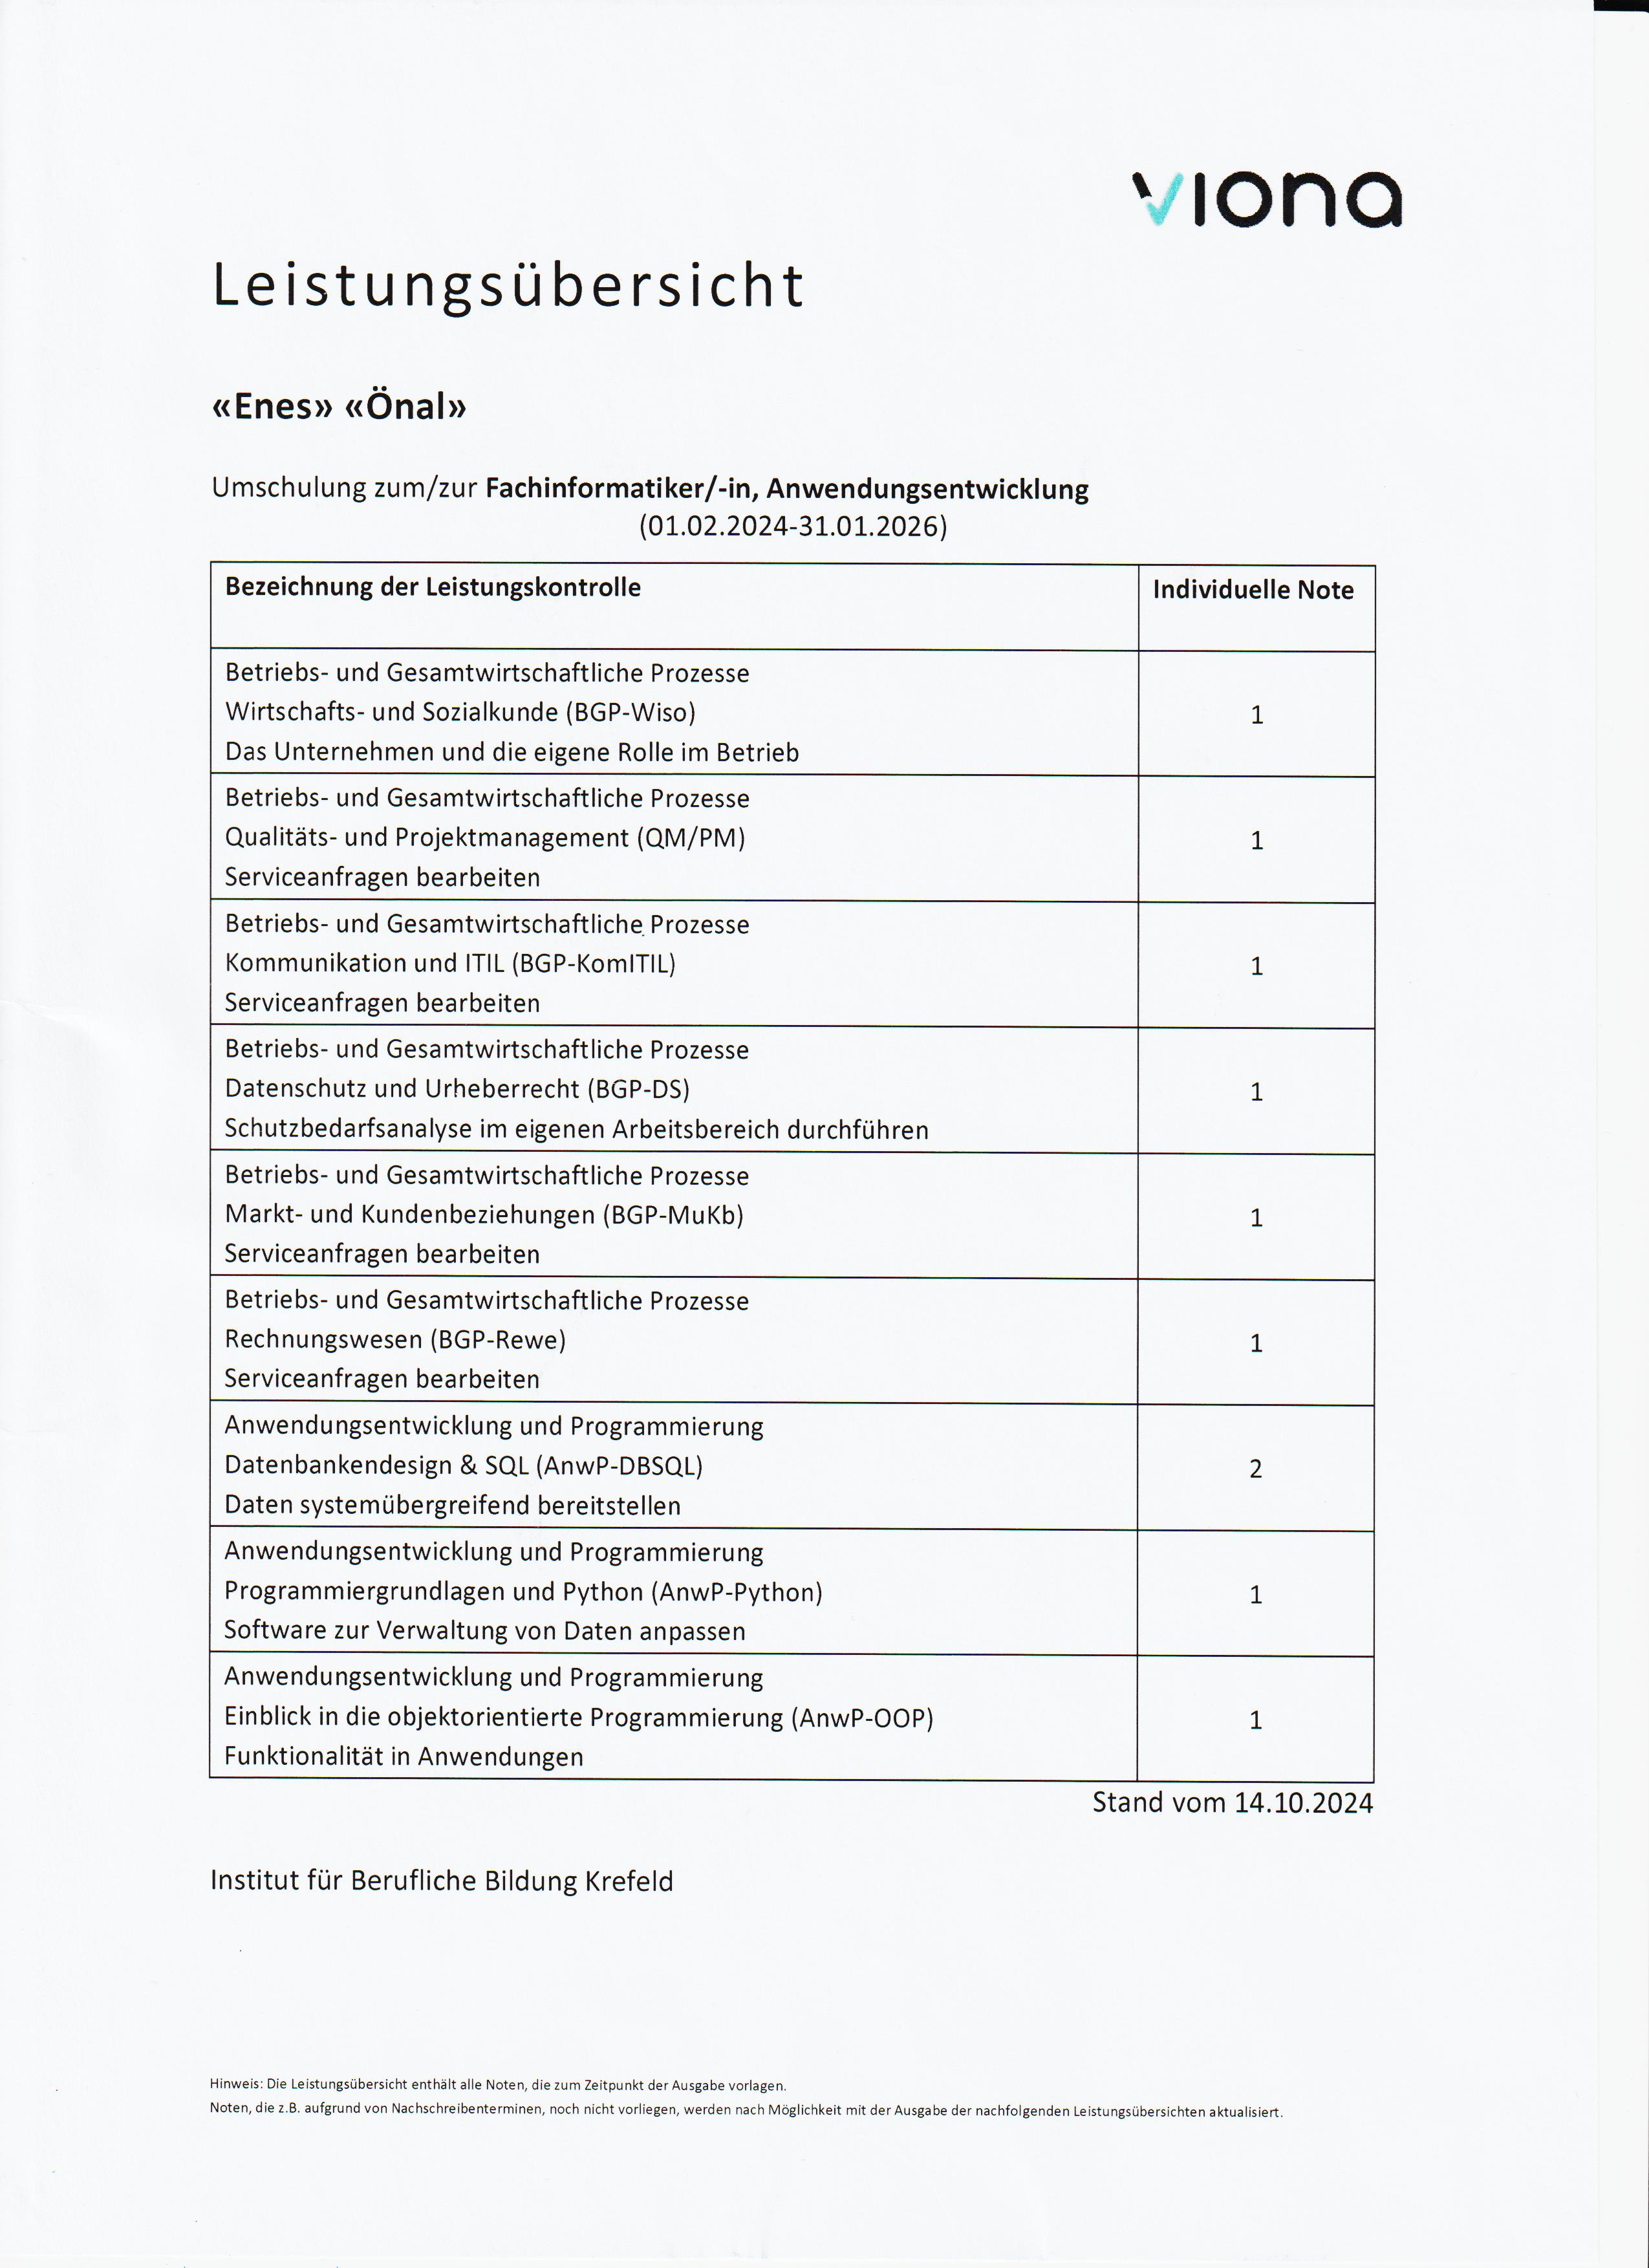 viona
Leistungsübersicht
«Enes» «Önal»
Umschulung zum/zur Fachinformatiker/-in, Anwendungsentwicklung
(01.02.2024-31.01.2026)
Bezeichnung der Leistungskontrolle Individuelle Note
Betriebs- und Gesamtwirtschaftliche Prozesse
Wirtschafts- und Sozialkunde (BGP-Wiso) 1
Das Unternehmen und die eigene Rolle im Betrieb
Betriebs- und Gesamtwirtschaftliche Prozesse
Qualitäts- und Projektmanagement (QM/PM) 1
Serviceanfragen bearbeiten
Betriebs- und Gesamtwirtschaftliche Prozesse
Kommunikation und ITIL (BGP-KomITIL) 1
Serviceanfragen bearbeiten
Betriebs- und Gesamtwirtschaftliche Prozesse
Datenschutz und Urheberrecht (BGP-DS) 1
Schutzbedarfsanalyse im eigenen Arbeitsbereich durchführen
Betriebs- und Gesamtwirtschaftliche Prozesse
Markt- und Kundenbeziehungen (BGP-MuKb) 1
Serviceanfragen bearbeiten
Betriebs- und Gesamtwirtschaftliche Prozesse
Rechnungswesen (BGP-Rewe) 1
Serviceanfragen bearbeiten
Anwendungsentwicklung und Programmierung
Datenbankendesign & SQL (AnwP-DBSQL) 2
Daten systemübergreifend bereitstellen
Anwendungsentwicklung und Programmierung
Programmiergrundlagen und Python (AnwP-Python) 1
Software zur Verwaltung von Daten anpassen
Anwendungsentwicklung und Programmierung
Einblick in die objektorientierte Programmierung (AnwP-OOP) 1
Funktionalität in Anwendungen
Stand vom 14.10.2024
Institut für Berufliche Bildung Krefeld
Hinweis: Die Leistungsübersicht enthält alle Noten, die zum Zeitpunkt der Ausgabe vorlagen.
Noten, die z.B. aufgrund von Nachschreibenterminen, noch nicht vorliegen, werden nach Möglichkeit mit der Ausgabe der nachfolgenden Leistungsübersichten aktualisiert.